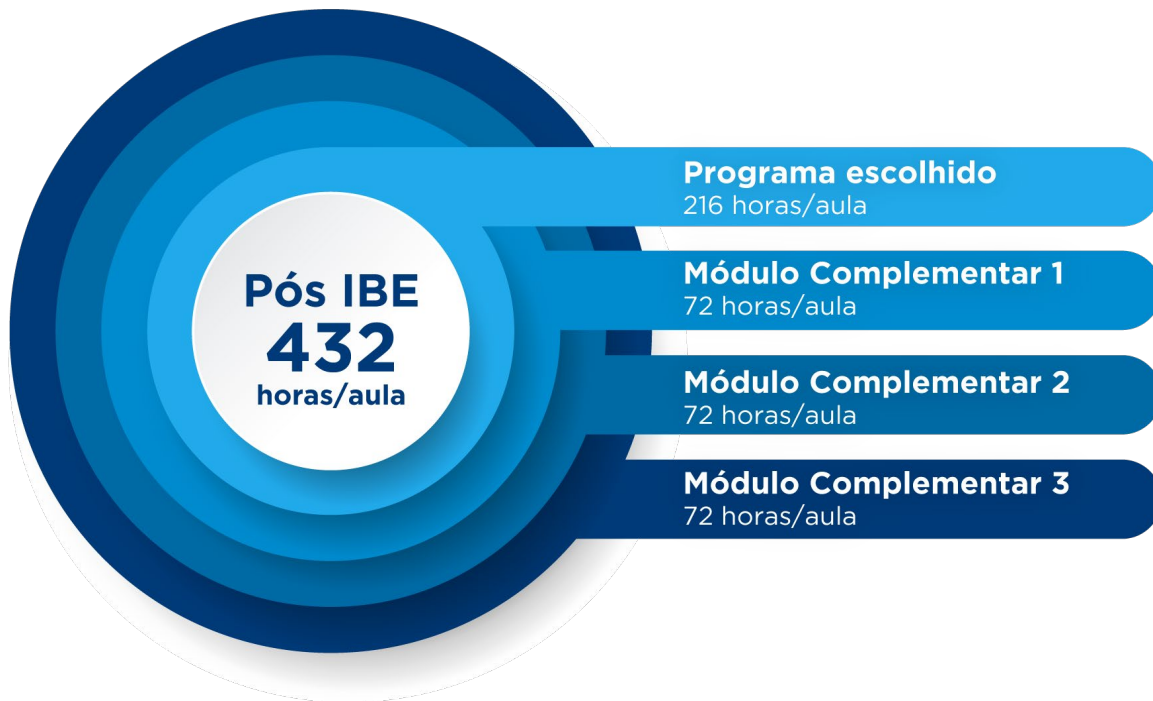 Pós IBE
432
horas/aula
Programa escolhido
216 horas/aula
Módulo Complementar 1
72 horas/aula
Módulo Complementar 2
72 horas/aula
Módulo Complementar 3
72 horas/aula